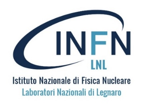 INFN
LNL
Istituto Nazionale di Fisica Nucleare
Laboratori Nazionali di Legnaro